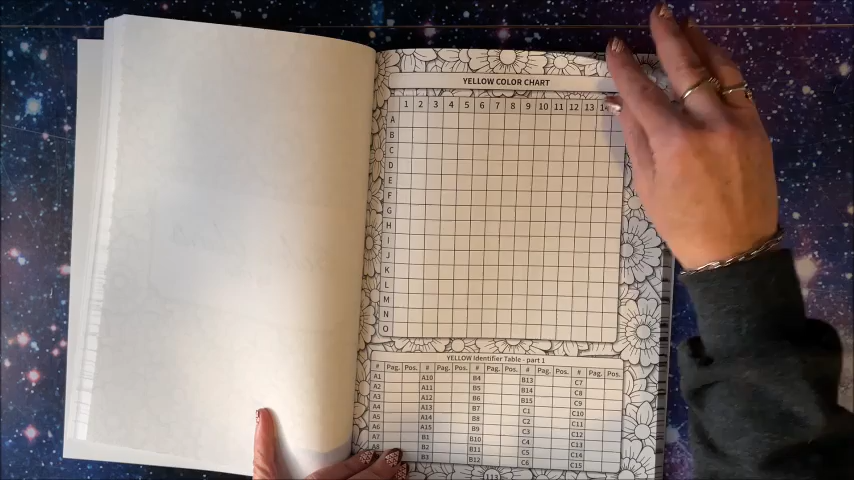 YELLOW COLOR CHART
1 2 3 4 5 6 7 8 9 10 11 12 13
A
B
C
D
E
F
G
H
I
J
K
L
M
N
O
YELLOW Identifier Table - part 1
# Pag. Pos. # Pag. Pos. # Pag. Pos. # Pag. Pos. # Pag. Pos.
A1 A10 B4 B13 C7
A2 A11 B5 B14 C8
A3 A12 B6 B15 C9
A4 A13 B7 C1 C10
A5 A14 B8 C2 C11
A6 A15 B9 C3 C12
A7 B1 B10 C4 C13
A8 B2 B11 C5 C14
B3 B12 C6 C15
113